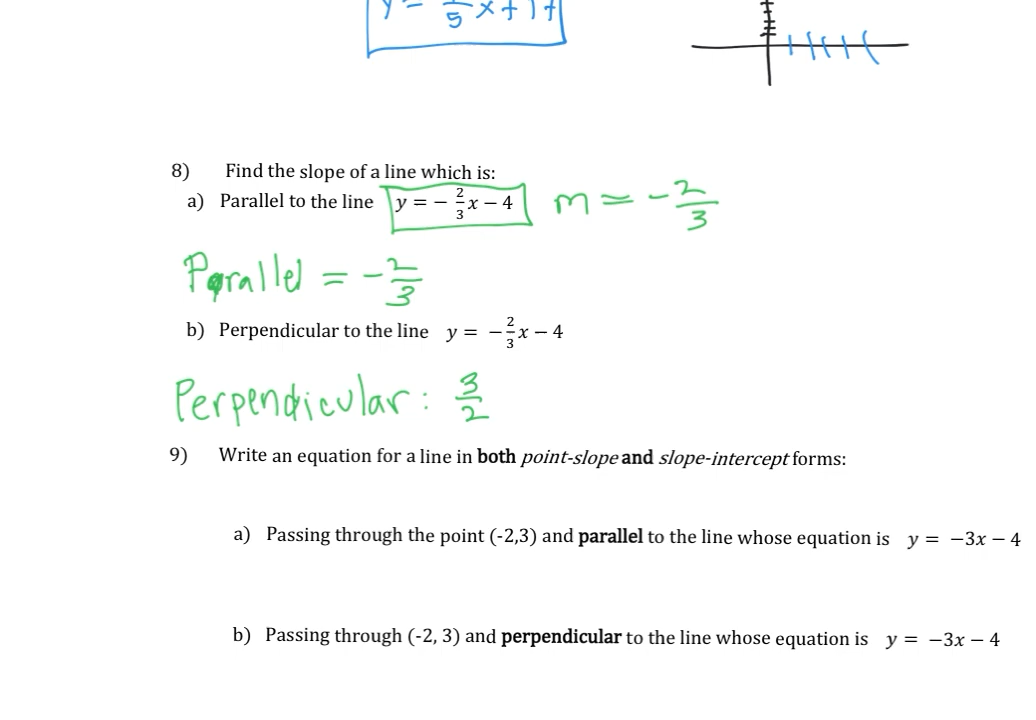 8) Find the slope of a line which is:
a) Parallel to the line y = − 2/3 x − 4 m = -2/3
Parallel = -2/3
b) Perpendicular to the line y = −2/3 x − 4
Perpendicular: 3/2
9) Write an equation for a line in both point-slope and slope-intercept forms:
a) Passing through the point (-2,3) and parallel to the line whose equation is y = −3x − 4
b) Passing through (-2, 3) and perpendicular to the line whose equation is y = −3x − 4